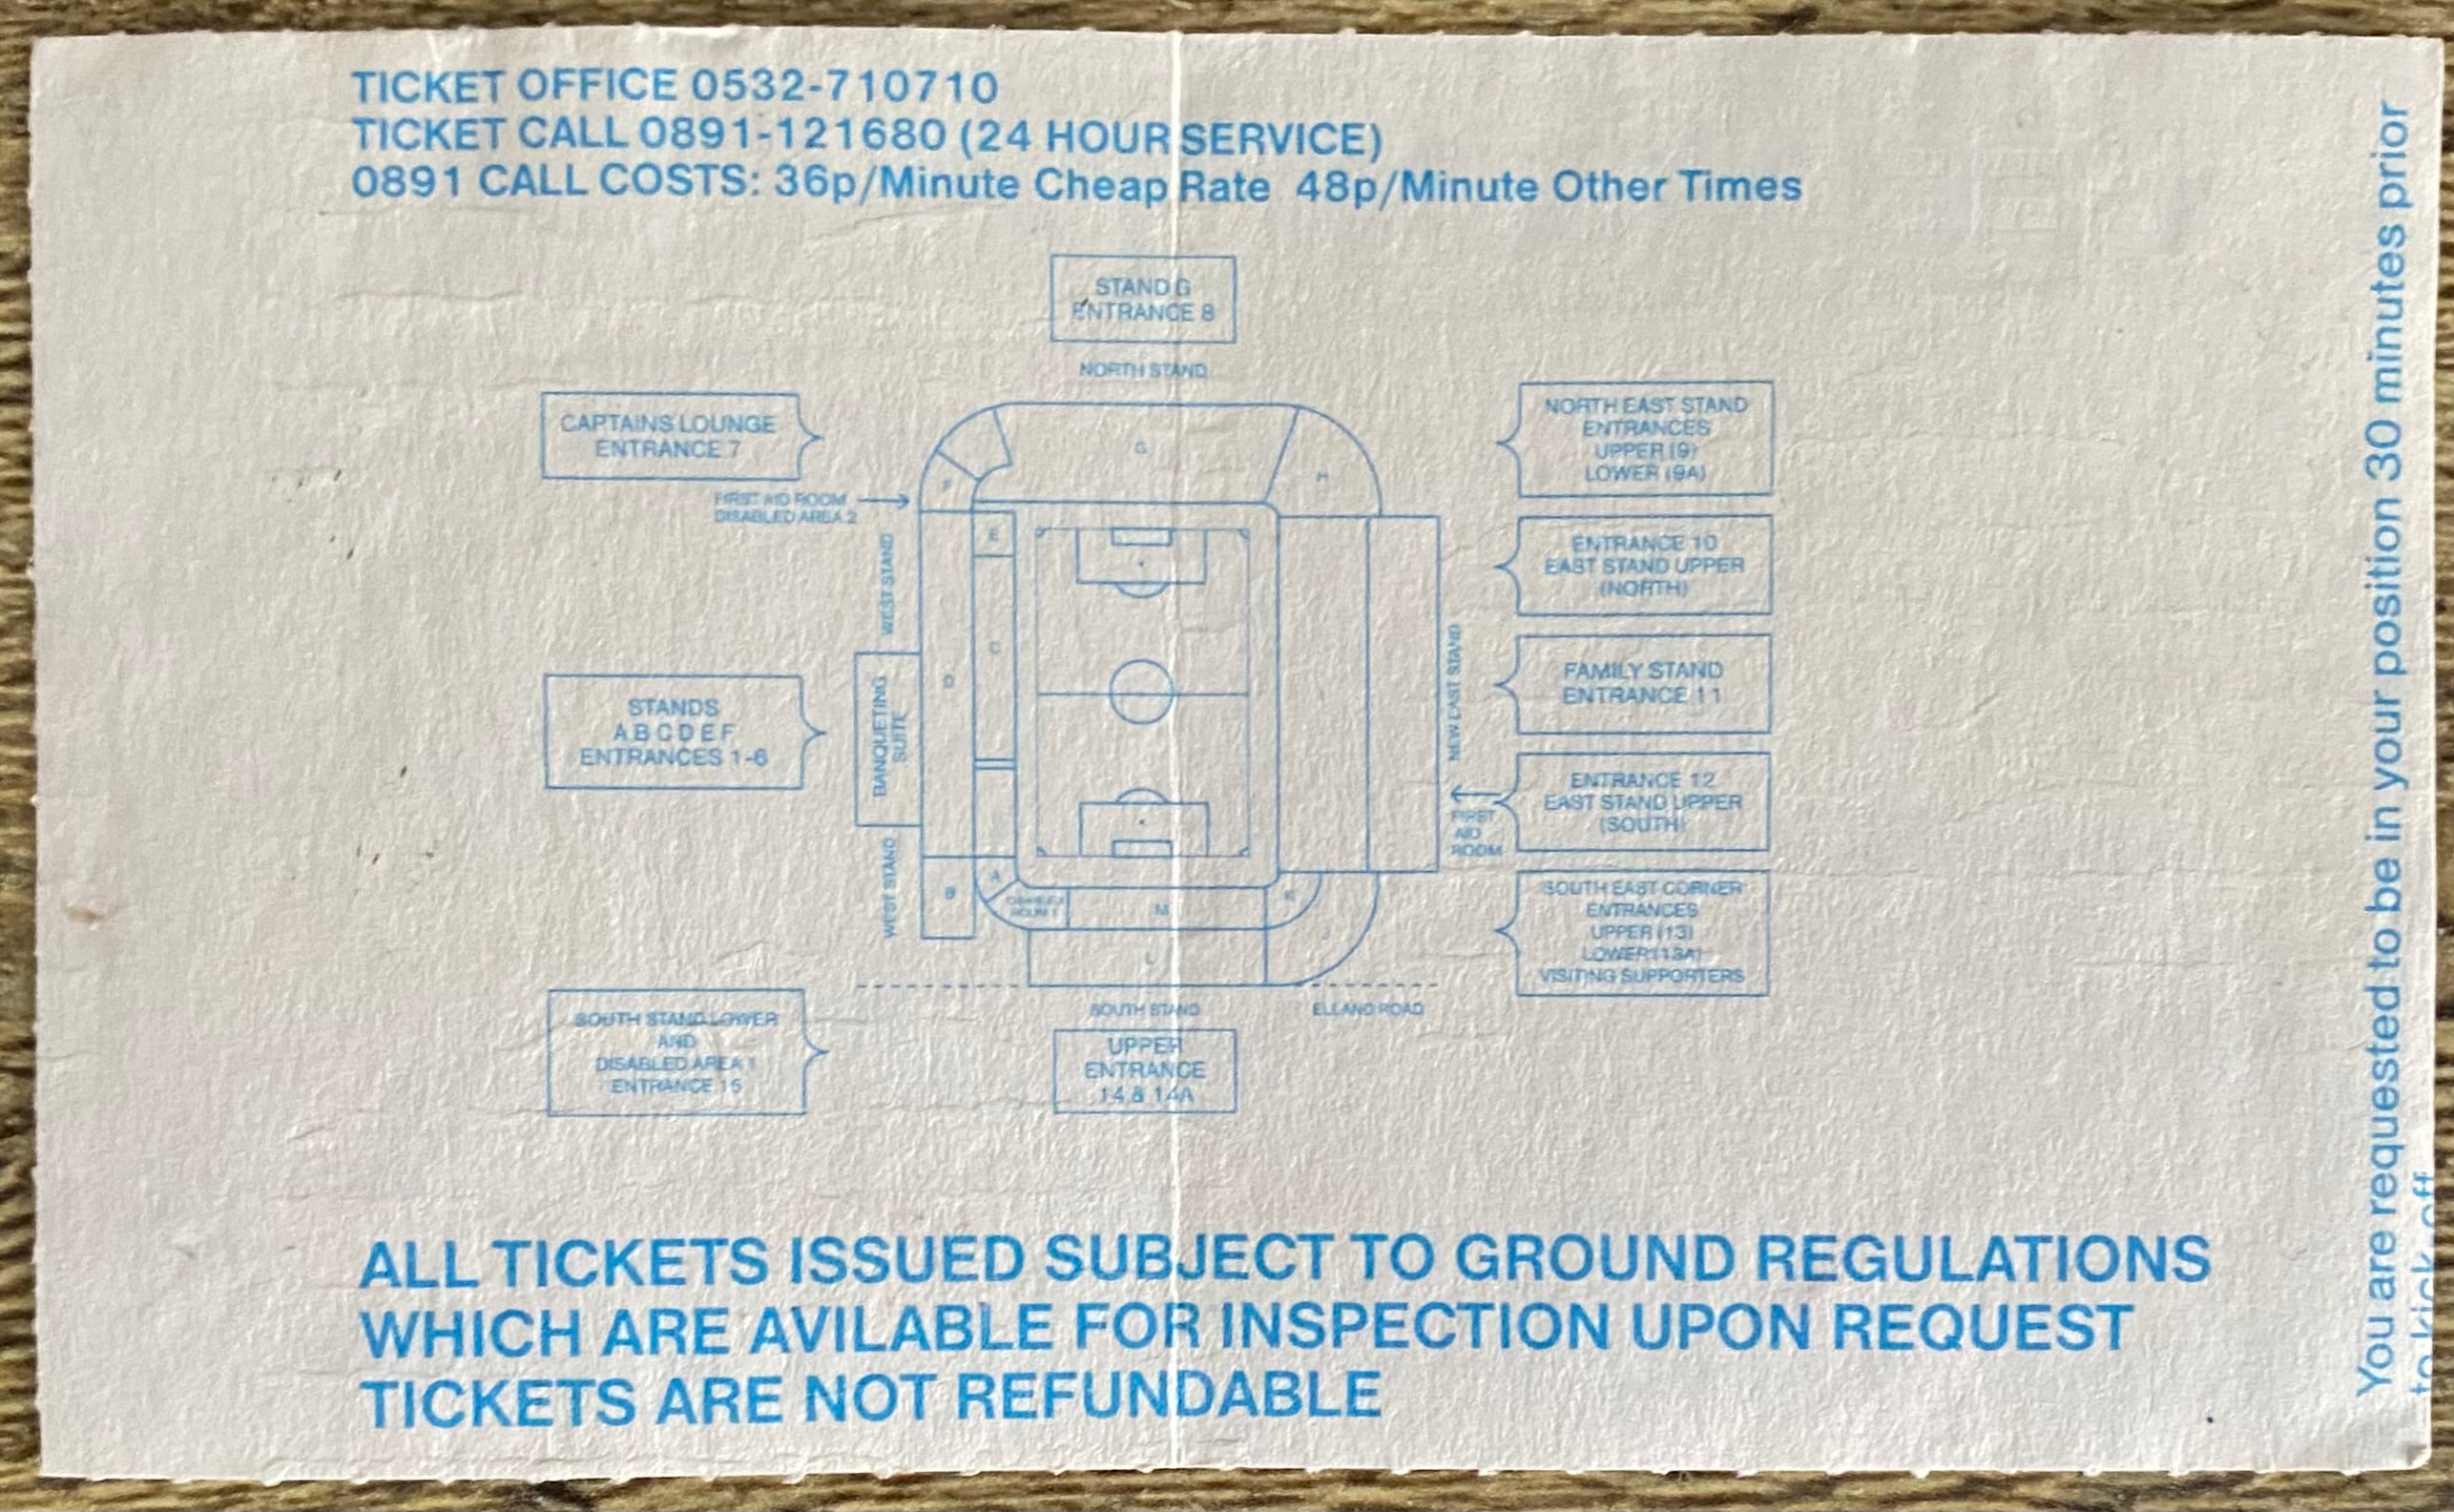 TICKET OFFICE 0532-710710
TICKET CALL 0891-121680 (24 HOUR SERVICE)
0891 CALL COSTS: 36p/Minute Cheap Rate 48p/Minute Other Times
STAND G
ENTRANCE 8
NORTH STAND
CAPTAINS LOUNGE
ENTRANCE 7
FIRST AID ROOM
DISABLED AREA 2
WEST STAND
STANDS
A B C D E F
ENTRANCES 1-6
BANQUETING
SUITE
WEST STAND
SOUTH STAND LOWER
AND
DISABLED AREA 1
ENTRANCE 15
G
H
F
E
C
D
A
B
M
K
L
SOUTH STAND
ELLAND ROAD
UPPER
ENTRANCE
14 & 14A
NEW EAST STAND
FIRST
AID
ROOM
NORTH EAST STAND
ENTRANCES
UPPER (9)
LOWER (9A)
ENTRANCE 10
EAST STAND UPPER
(NORTH)
FAMILY STAND
ENTRANCE 11
ENTRANCE 12
EAST STAND UPPER
(SOUTH)
SOUTH EAST CORNER
ENTRANCES
UPPER (13)
LOWER (13A)
VISITING SUPPORTERS
ALL TICKETS ISSUED SUBJECT TO GROUND REGULATIONS
WHICH ARE AVILABLE FOR INSPECTION UPON REQUEST
TICKETS ARE NOT REFUNDABLE
You are requested to be in your position 30 minutes prior
to kick off